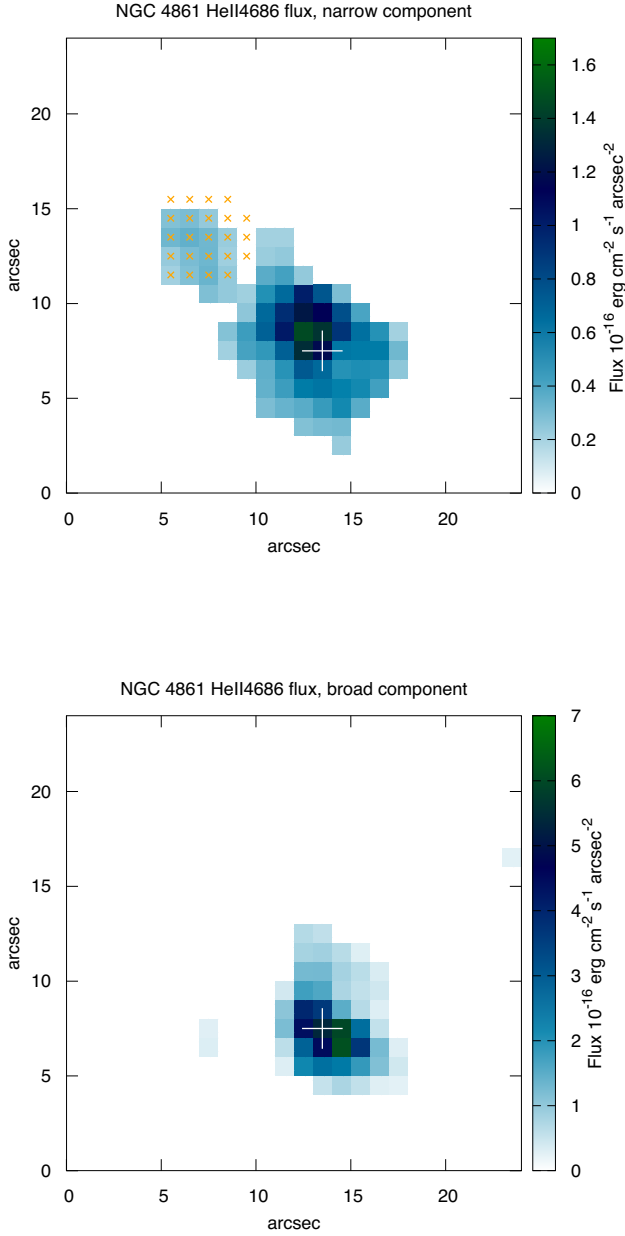 NGC 4861 HeII4686 flux, narrow component
20
15
10
5
0
arcsec
0 5 10 15 20
arcsec
1.6
1.4
1.2
1
0.8
0.6
0.4
0.2
0
Flux 10⁻¹⁶ erg cm⁻² s⁻¹ arcsec⁻²
NGC 4861 HeII4686 flux, broad component
20
15
10
5
0
arcsec
0 5 10 15 20
arcsec
7
6
5
4
3
2
1
0
Flux 10⁻¹⁶ erg cm⁻² s⁻¹ arcsec⁻²